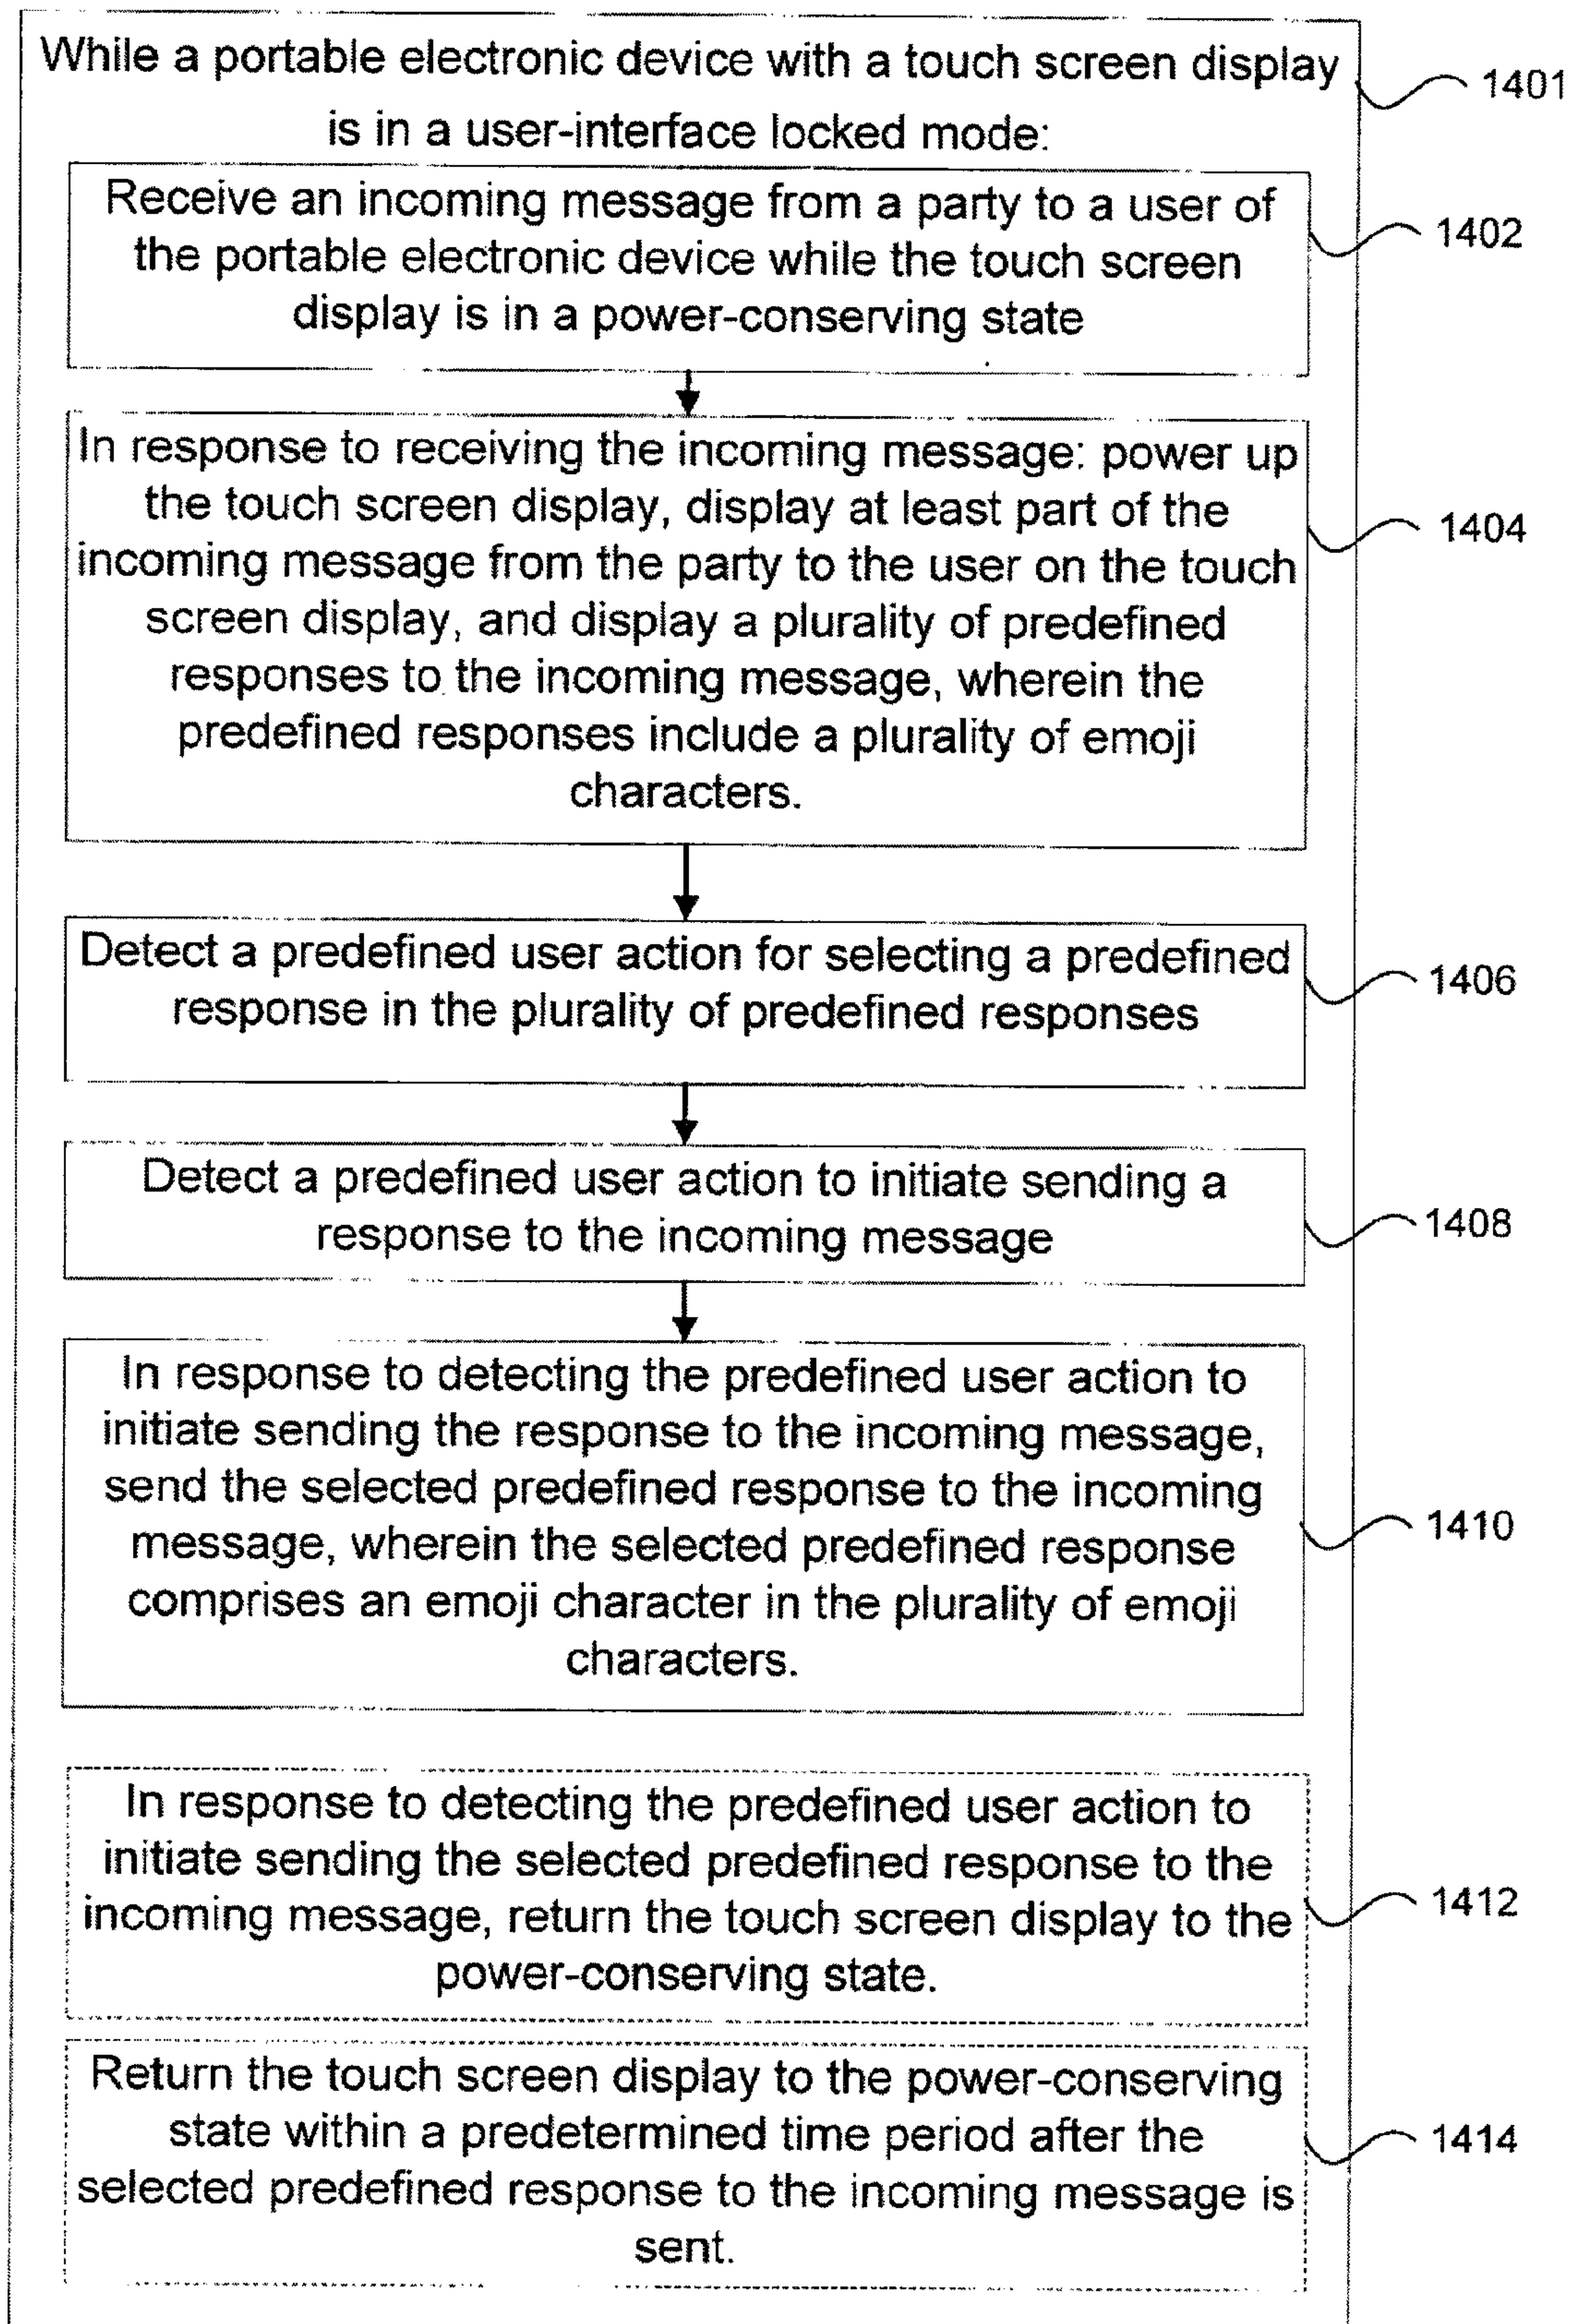 While a portable electronic device with a touch screen display
1401
is in a user-interface locked mode:
Receive an incoming message from a party to a user of
the portable electronic device while the touch screen
display is in a power-conserving state
1402
In response to receiving the incoming message: power up
the touch screen display, display at least part of the
incoming message from the party to the user on the touch
screen display, and display a plurality of predefined
responses to the incoming message, wherein the
predefined responses include a plurality of emoji
characters.
1404
Detect a predefined user action for selecting a predefined
response in the plurality of predefined responses
1406
Detect a predefined user action to initiate sending a
response to the incoming message
1408
In response to detecting the predefined user action to
initiate sending the response to the incoming message,
send the selected predefined response to the incoming
message, wherein the selected predefined response
comprises an emoji character in the plurality of emoji
characters.
1410
In response to detecting the predefined user action to
initiate sending the selected predefined response to the
incoming message, return the touch screen display to the
power-conserving state.
1412
Return the touch screen display to the power-conserving
state within a predetermined time period after the
selected predefined response to the incoming message is
sent.
1414